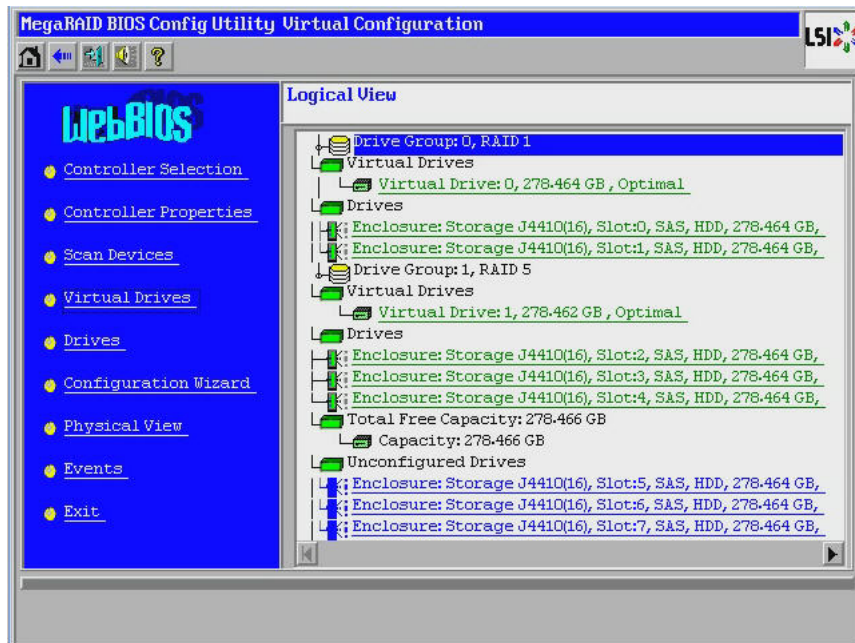 MegaRAID BIOS Config Utility Virtual Configuration
LSI
?
WebBIOS
Controller Selection
Controller Properties
Scan Devices
Virtual Drives
Drives
Configuration Wizard
Physical View
Events
Exit
Logical View
Drive Group: 0, RAID 1
Virtual Drives
Virtual Drive: 0, 278.464 GB , Optimal
Drives
Enclosure: Storage J4410(16), Slot:0, SAS, HDD, 278.464 GB,
Enclosure: Storage J4410(16), Slot:1, SAS, HDD, 278.464 GB,
Drive Group: 1, RAID 5
Virtual Drives
Virtual Drive: 1, 278.462 GB , Optimal
Drives
Enclosure: Storage J4410(16), Slot:2, SAS, HDD, 278.464 GB,
Enclosure: Storage J4410(16), Slot:3, SAS, HDD, 278.464 GB,
Enclosure: Storage J4410(16), Slot:4, SAS, HDD, 278.464 GB,
Total Free Capacity: 278.466 GB
Capacity: 278.466 GB
Unconfigured Drives
Enclosure: Storage J4410(16), Slot:5, SAS, HDD, 278.464 GB,
Enclosure: Storage J4410(16), Slot:6, SAS, HDD, 278.464 GB,
Enclosure: Storage J4410(16), Slot:7, SAS, HDD, 278.464 GB,